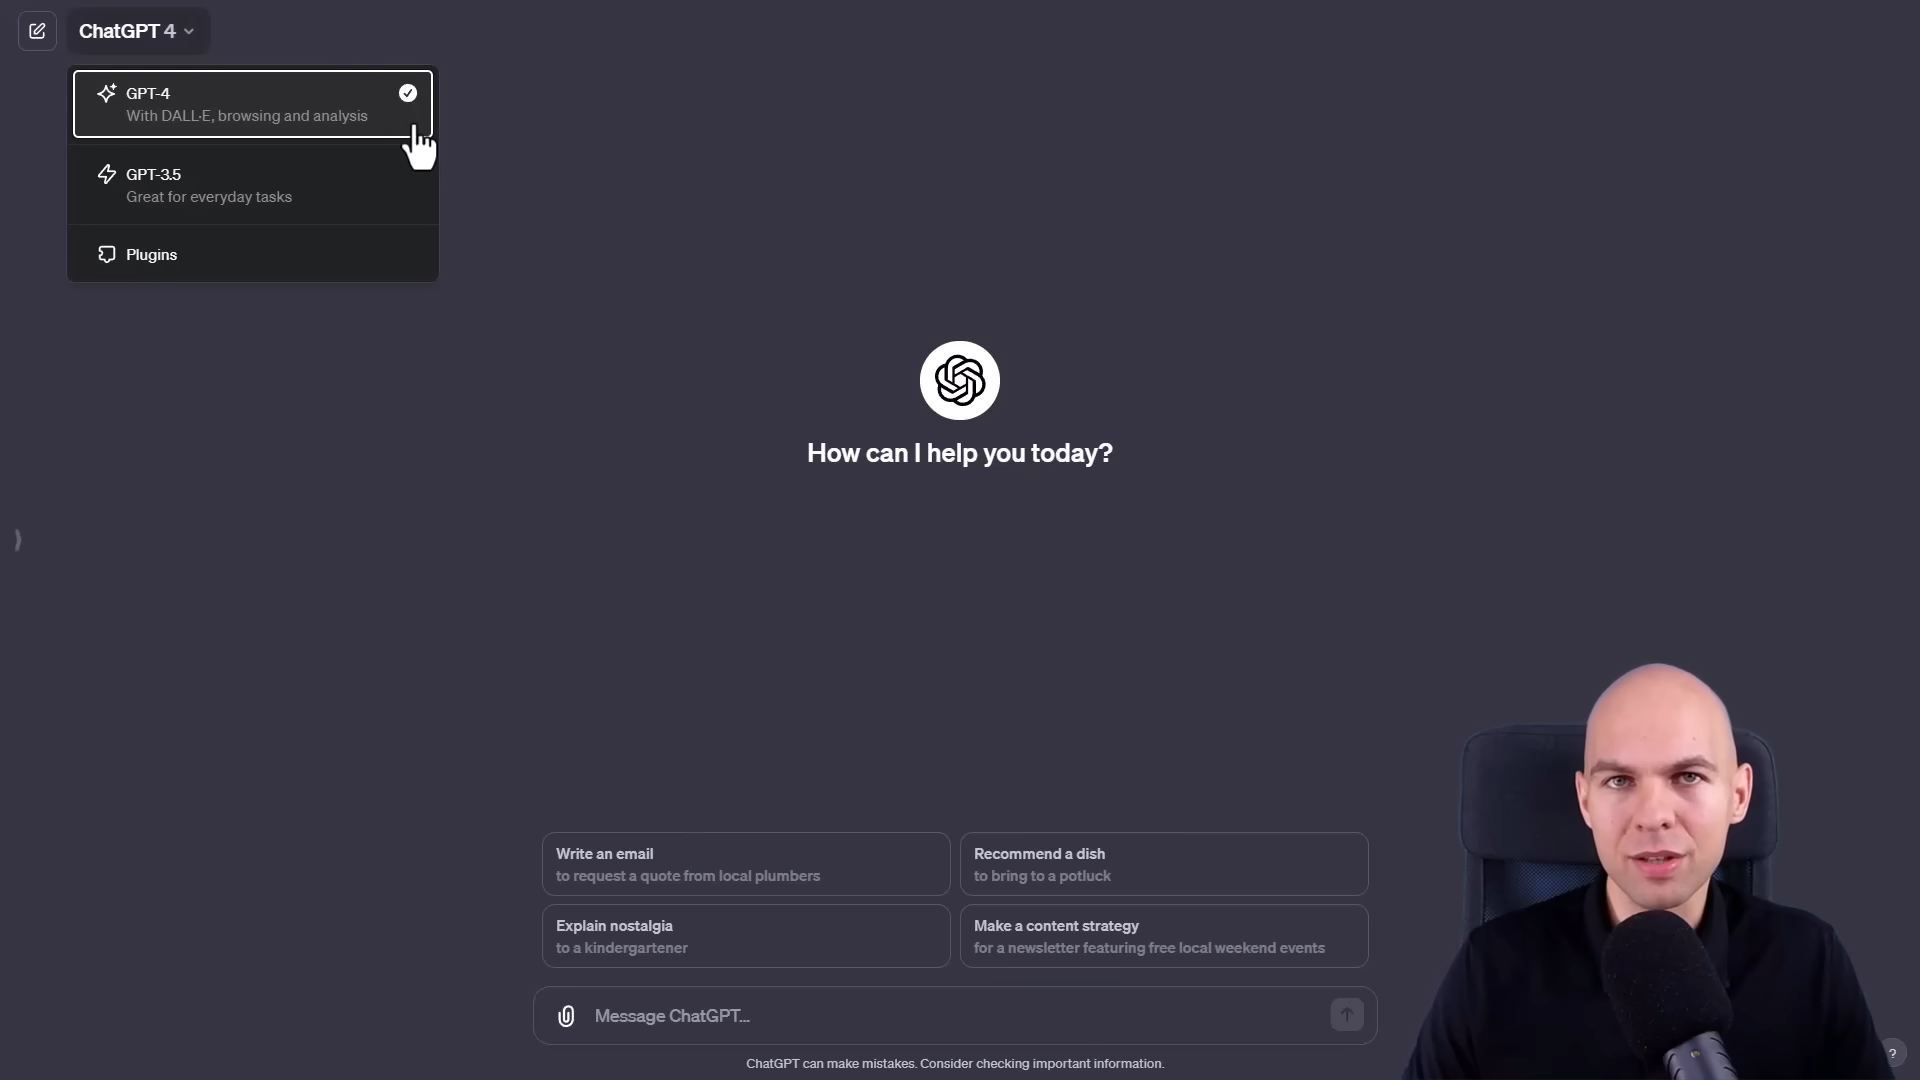 ChatGPT 4
GPT-4
With DALL·E, browsing and analysis
GPT-3.5
Great for everyday tasks
Plugins
How can I help you today?
Write an email
to request a quote from local plumbers
Recommend a dish
to bring to a potluck
Explain nostalgia
to a kindergartener
Make a content strategy
for a newsletter featuring free local weekend events
Message ChatGPT...
ChatGPT can make mistakes. Consider checking important information.
?